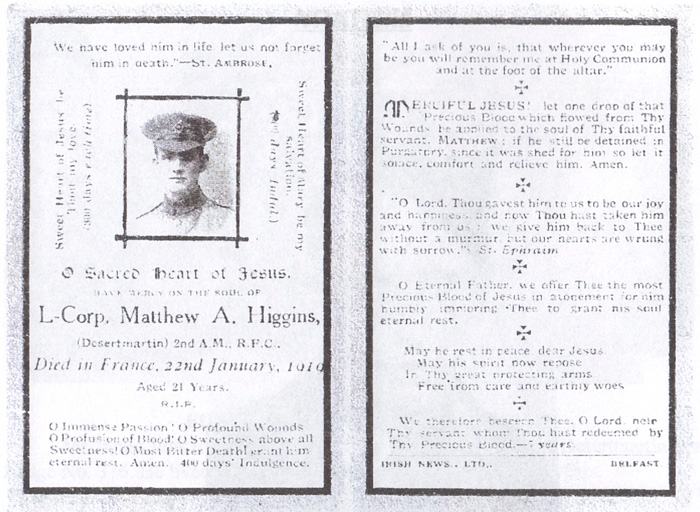 "We have loved him in life let us not forget
him in death."—ST. AMBROSE.
Sweet Heart of Jesus be
Thou my love.
300 days each time)
Sweet Heart of Mary be my
salvation.
days Indul.)
O Sacred Heart of Jesus,
HAVE MERCY ON THE SOUL OF
L-Corp. Matthew A. Higgins,
(Desertmartin) 2nd A.M., R.F.C.,
Died in France, 22nd January, 1919
Aged 21 Years.
R.I.P.
O Immense Passion! O Profound Wounds
O Profusion of Blood! O Sweetness above all
Sweetness! O Most Bitter Death! grant him
eternal rest. Amen. 400 days' Indulgence.
"All I ask of you is, that wherever you may
be you will remember me at Holy Communion
and at the foot of the altar."
MERCIFUL JESUS! let one drop of that
Precious Blood which flowed from Thy
Wounds be applied to the soul of Thy faithful
servant, MATTHEW; if he still be detained in
Purgatory, since it was shed for him so let it
solace, comfort and relieve him. Amen.
"O Lord, Thou gavest him to us to be our joy
and happiness, and now Thou hast taken him
away from us; we give him back to Thee
without a murmur, but our hearts are wrung
with sorrow." St. Ephraim
O Eternal Father, we offer Thee the most
Precious Blood of Jesus in atonement for him
humbly imploring Thee to grant his soul
eternal rest.
May he rest in peace, dear Jesus.
May his spirit now repose
In Thy great protecting arms
Free from care and earthly woes
We therefore beseech Thee, O Lord, help
Thy servant whom Thou hast redeemed by
Thy Precious Blood.—7 years.
IRISH NEWS., LTD., BELFAST